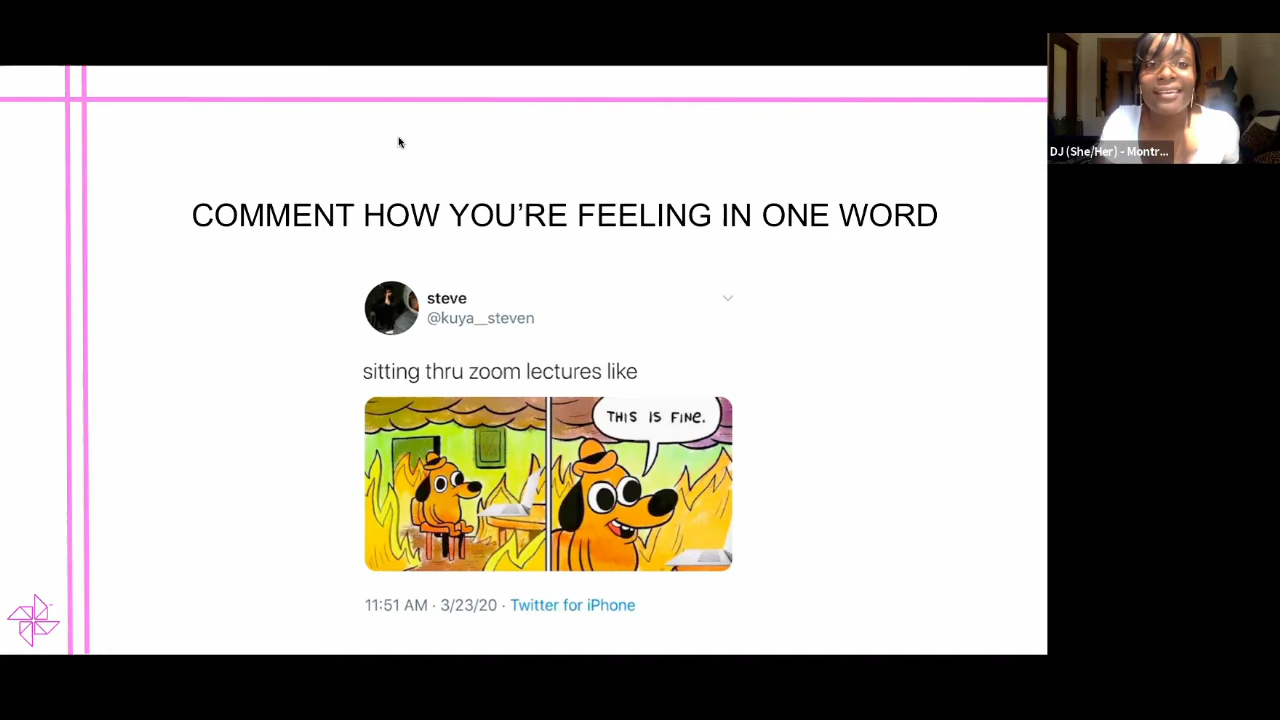 COMMENT HOW YOU’RE FEELING IN ONE WORD
steve
@kuya__steven
sitting thru zoom lectures like
THIS IS FINE.
11:51 AM · 3/23/20 · Twitter for iPhone
DJ (She/Her) - Montr...